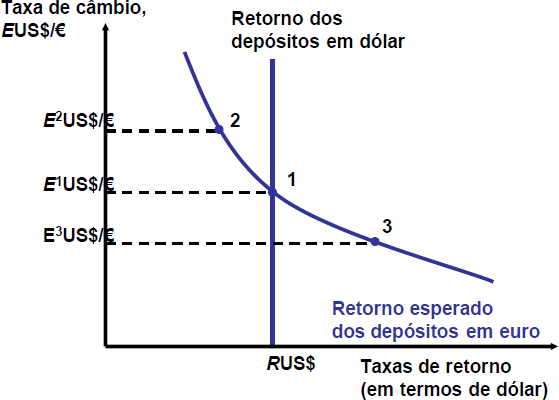 Taxa de câmbio,
EUS$/€
Retorno dos
depósitos em dólar
E²US$/€
2
E¹US$/€
1
E³US$/€
3
Retorno esperado
dos depósitos em euro
RUS$
Taxas de retorno
(em termos de dólar)